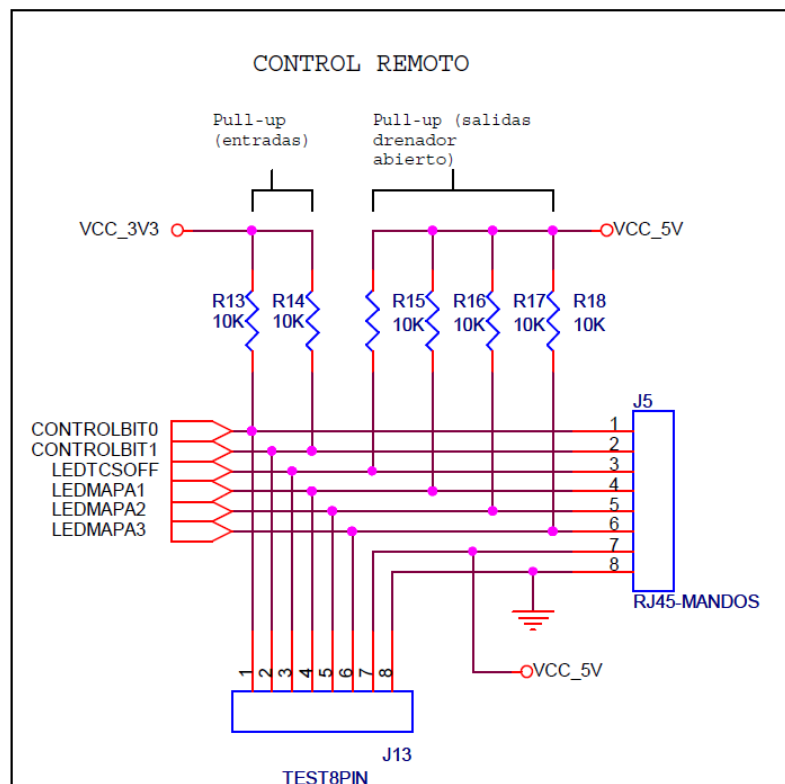 CONTROL REMOTO
Pull-up
(entradas)
Pull-up (salidas
drenador
abierto)
VCC_3V3
VCC_5V
R13
10K
R14
10K
R15
10K
R16
10K
R17
10K
R18
10K
J5
CONTROLBIT0
CONTROLBIT1
LEDTCSOFF
LEDMAPA1
LEDMAPA2
LEDMAPA3
1
2
3
4
5
6
7
8
RJ45-MANDOS
VCC_5V
1
2
3
4
5
6
7
8
J13
TEST8PIN